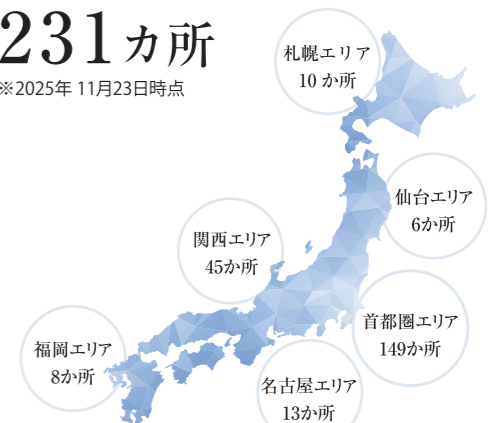 231カ所
※2025年 11月23日時点
札幌エリア
10 か所
仙台エリア
6か所
関西エリア
45か所
首都圏エリア
149か所
福岡エリア
8か所
名古屋エリア
13か所